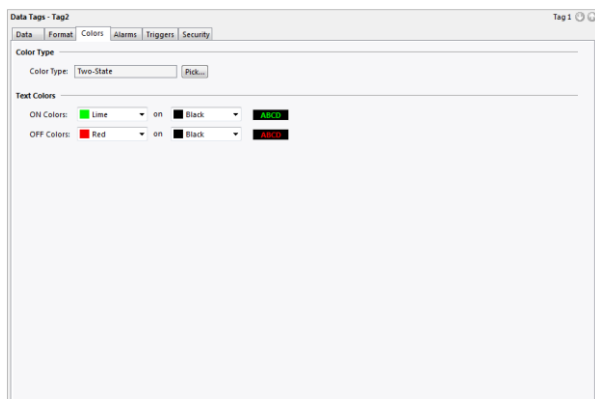 Data Tags - Tag2
Tag 1
Data Format Colors Alarms Triggers Security
Color Type
Color Type: Two-State Pick...
Text Colors
ON Colors: Lime on Black ABCD
OFF Colors: Red on Black ABCD